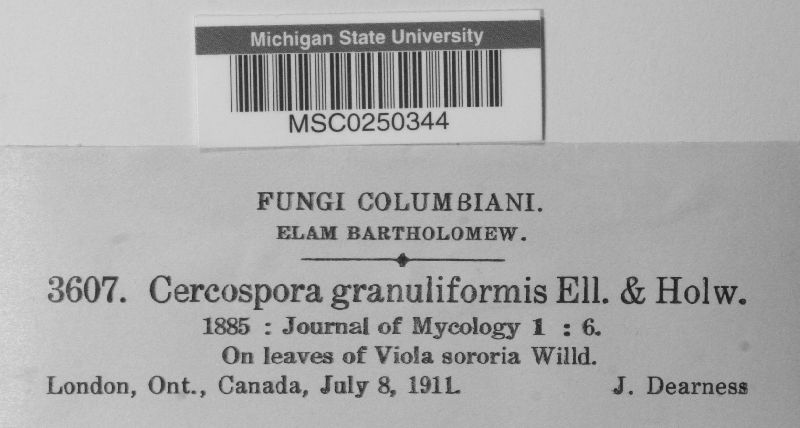 Michigan State University
MSC0250344
FUNGI COLUMBIANI.
ELAM BARTHOLOMEW.
3607. Cercospora granuliformis Ell. & Holw.
1885 : Journal of Mycology 1 : 6.
On leaves of Viola sororia Willd.
London, Ont., Canada, July 8, 1911. J. Dearness